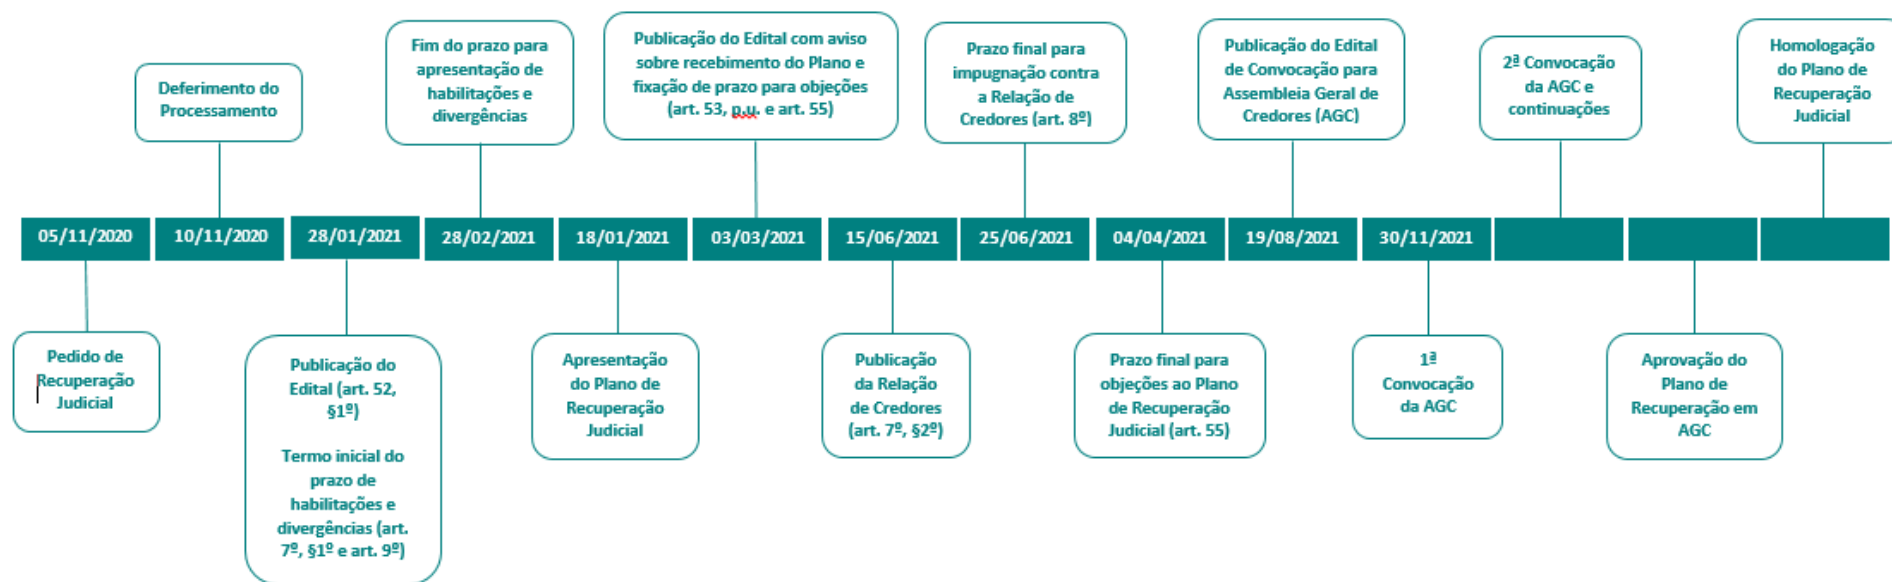 Fim do prazo para
apresentação de
habilitações e
divergências
Publicação do Edital com aviso
sobre recebimento do Plano e
fixação de prazo para objeções
(art. 53, p.u. e art. 55)
Prazo final para
impugnação contra
a Relação de
Credores (art. 8º)
Publicação do Edital
de Convocação para
Assembleia Geral de
Credores (AGC)
2ª Convocação
da AGC e
continuações
Homologação
do Plano de
Recuperação
Judicial
Deferimento do
Processamento
05/11/2020
10/11/2020
28/01/2021
28/02/2021
18/01/2021
03/03/2021
15/06/2021
25/06/2021
04/04/2021
19/08/2021
30/11/2021
Pedido de
Recuperação
Judicial
Publicação do
Edital (art. 52,
§1º)
Termo inicial do
prazo de
habilitações e
divergências (art.
7º, §1º e art. 9º)
Apresentação
do Plano de
Recuperação
Judicial
Publicação
da Relação
de Credores
(art. 7º, §2º)
Prazo final para
objeções ao Plano
de Recuperação
Judicial (art. 55)
1ª
Convocação
da AGC
Aprovação do
Plano de
Recuperação em
AGC